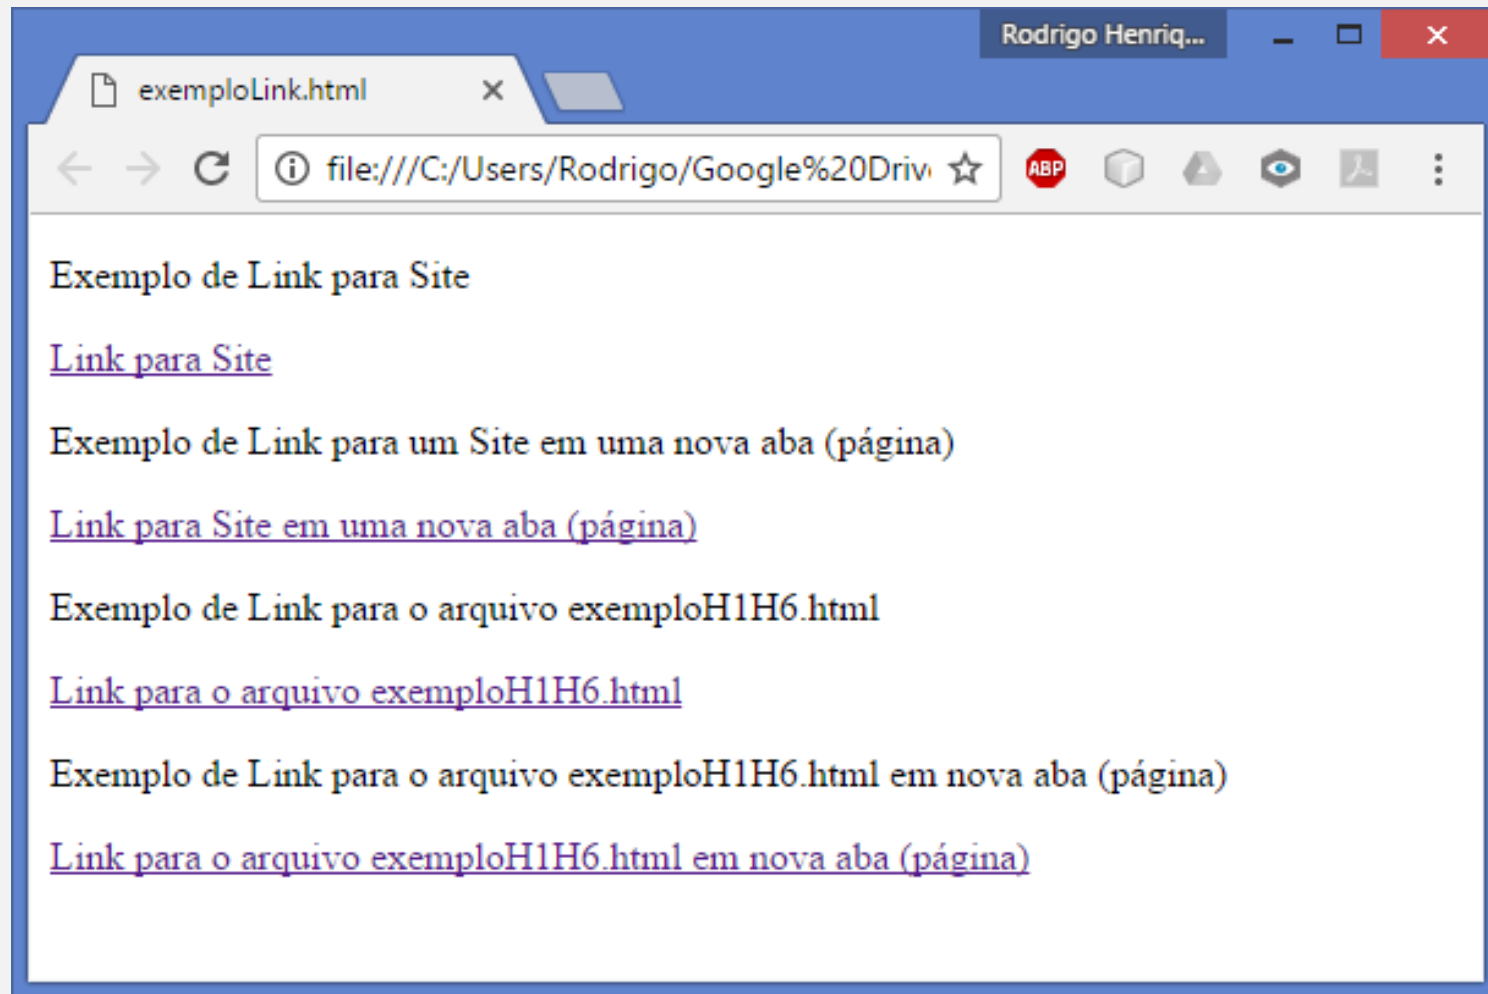 Rodrigo Henriq...
exemploLink.html
file:///C:/Users/Rodrigo/Google%20Driv
ABP
Exemplo de Link para Site
Link para Site
Exemplo de Link para um Site em uma nova aba (página)
Link para Site em uma nova aba (página)
Exemplo de Link para o arquivo exemploH1H6.html
Link para o arquivo exemploH1H6.html
Exemplo de Link para o arquivo exemploH1H6.html em nova aba (página)
Link para o arquivo exemploH1H6.html em nova aba (página)